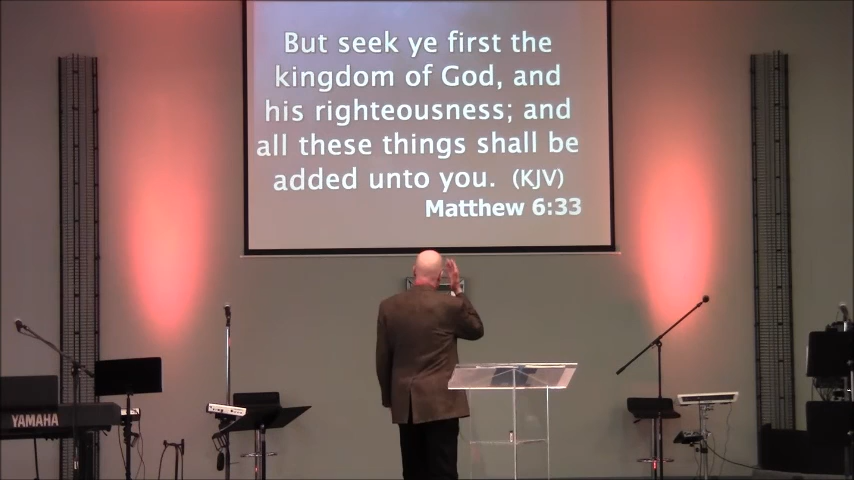 But seek ye first the
kingdom of God, and
his righteousness; and
all these things shall be
added unto you. (KJV)
Matthew 6:33
YAMAHA